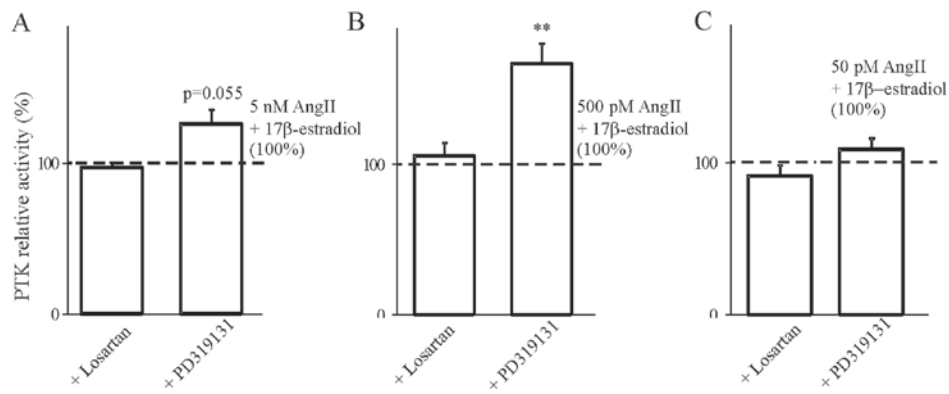 A
PTK relative activity (%)
100
0
p=0.055
5 nM AngII
+ 17β-estradiol
(100%)
+ Losartan
+ PD319131
B
100
0
**
500 pM AngII
+ 17β-estradiol
(100%)
+ Losartan
+ PD319131
C
100
0
50 pM AngII
+ 17β–estradiol
(100%)
+ Losartan
+ PD319131